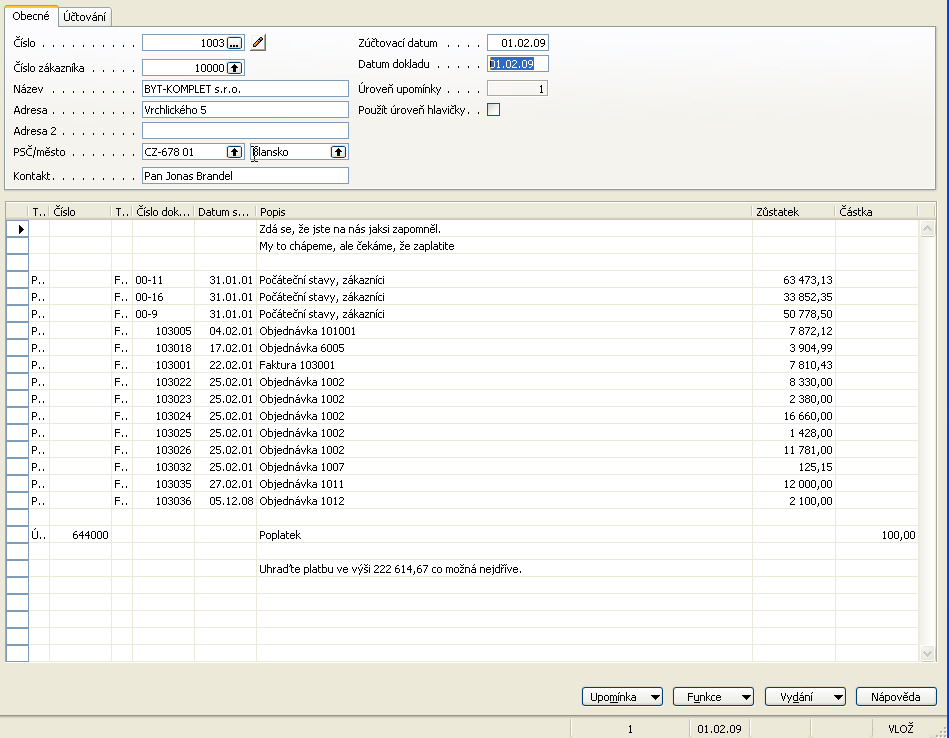 Obecné Účtování
Číslo . . . . . . . . . . 1003 ... Zúčtovací datum . . . . 01.02.09
Číslo zákazníka . . . . . 10000 Datum dokladu . . . . . 01.02.09
Název . . . . . . . . . BYT-KOMPLET s.r.o. Úroveň upomínky . . . . 1
Adresa . . . . . . . . . Vrchlického 5 Použít úroveň hlavičky. .
Adresa 2 . . . . . . . .
PSČ/město . . . . . . . CZ-678 01 Blansko
Kontakt. . . . . . . . . Pan Jonas Brandel
T.. Číslo T.. Číslo dok... Datum s... Popis Zůstatek Částka
Zdá se, že jste na nás jaksi zapomněl.
My to chápeme, ale čekáme, že zaplatite
P.. F.. 00-11 31.01.01 Počáteční stavy, zákazníci 63 473,13
P.. F.. 00-16 31.01.01 Počáteční stavy, zákazníci 33 852,35
P.. F.. 00-9 31.01.01 Počáteční stavy, zákazníci 50 778,50
P.. F.. 103005 04.02.01 Objednávka 101001 7 872,12
P.. F.. 103018 17.02.01 Objednávka 6005 3 904,99
P.. F.. 103001 22.02.01 Faktura 103001 7 810,43
P.. F.. 103022 25.02.01 Objednávka 1002 8 330,00
P.. F.. 103023 25.02.01 Objednávka 1002 2 380,00
P.. F.. 103024 25.02.01 Objednávka 1002 16 660,00
P.. F.. 103025 25.02.01 Objednávka 1002 1 428,00
P.. F.. 103026 25.02.01 Objednávka 1002 11 781,00
P.. F.. 103032 25.02.01 Objednávka 1007 125,15
P.. F.. 103035 27.02.01 Objednávka 1011 12 000,00
P.. F.. 103036 05.12.08 Objednávka 1012 2 100,00
Ú.. 644000 Poplatek 100,00
Uhraďte platbu ve výši 222 614,67 co možná nejdříve.
Upomínka Funkce Vydání Nápověda
1 01.02.09 VLOŽ